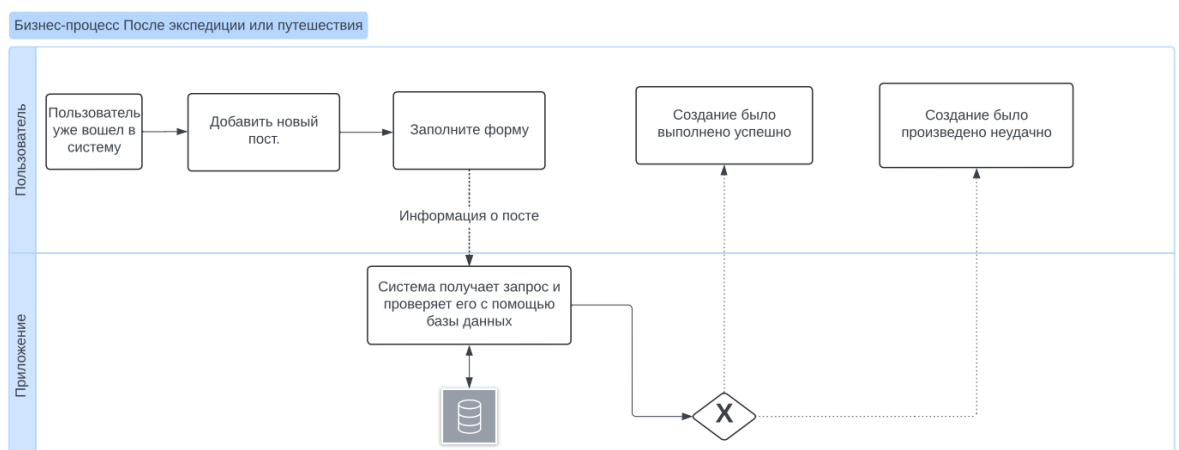 Бизнес-процесс После экспедиции или путешествия
Пользователь
Пользователь
уже вошел в
систему
Добавить новый
пост.
Заполните форму
Создание было
выполнено успешно
Создание было
произведено неудачно
Информация о посте
Приложение
Система получает запрос и
проверяет его с помощью
базы данных
X